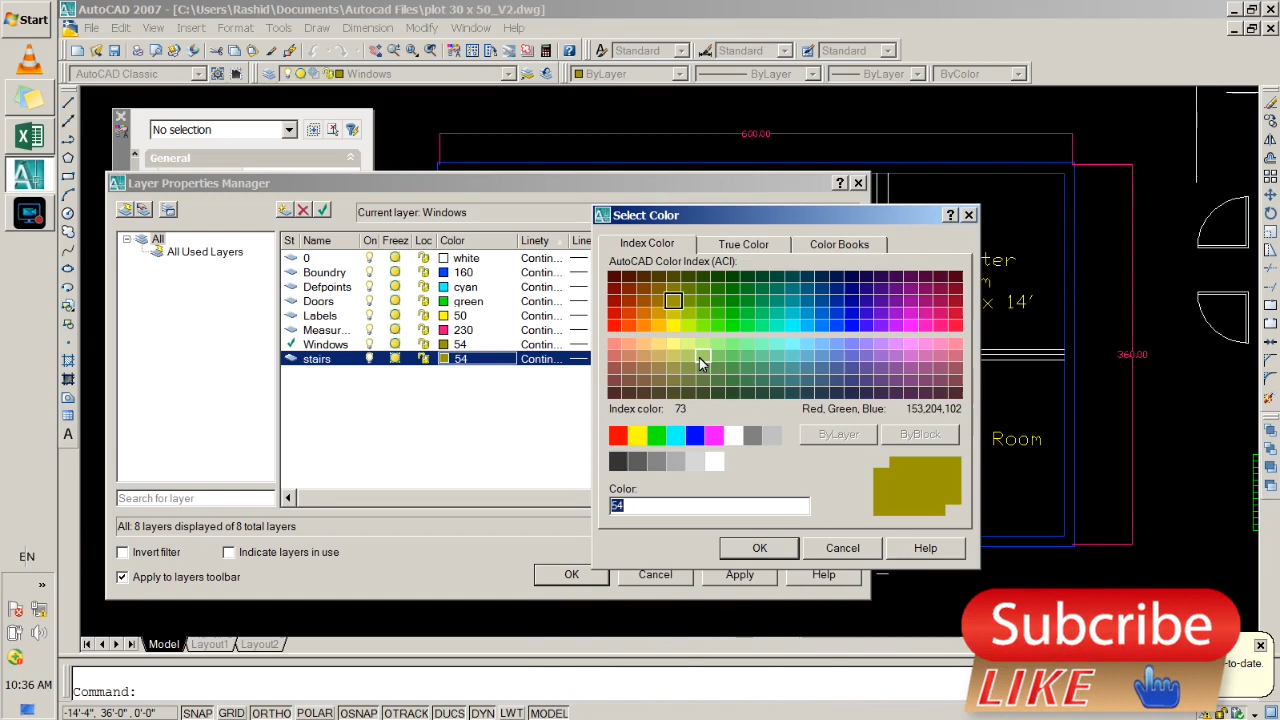 Start
AutoCAD 2007 - [C:\Users\Rashid\Documents\Autocad Files\plot 30 x 50_V2.dwg]
File Edit View Insert Format Tools Draw Dimension Modify Window Help
Standard Standard Standard
AutoCAD Classic Windows ByLayer ByLayer ByLayer ByColor
No selection
General
600.00
Layer Properties Manager
Current layer: Windows
Select Color
All
All Used Layers
St Name On Freez Loc Color Linety Line
0 white Contin...
Boundry 160 Contin...
Defpoints cyan Contin...
Doors green Contin...
Labels 50 Contin...
Measur... 230 Contin...
Windows 54 Contin...
stairs 54 Contin...
Index Color True Color Color Books
AutoCAD Color Index (ACI):
Index color: 73 Red, Green, Blue: 153,204,102
ByLayer ByBlock
Color:
54
OK Cancel Help
Search for layer
All: 8 layers displayed of 8 total layers
Invert filter Indicate layers in use
Apply to layers toolbar
OK Cancel Apply Help
x 14'
360.00
Room
EN
10:36 AM
Model Layout1 Layout2
Command:
-14'-4", 36'-0", 0'-0" SNAP GRID ORTHO POLAR OSNAP OTRACK DUCS DYN LWT MODEL
Subcribe
LIKE
-to-date.